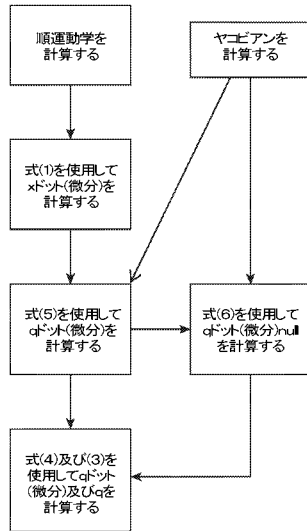 順運動学を
計算する
ヤコビアンを
計算する
式(1)を使用して
xドット(微分)を
計算する
式(5)を使用して
qドット(微分)を
計算する
式(6)を使用して
qドット(微分)null
を計算する
式(4)及び(3)を
使用してqドット
(微分)及びqを
計算する